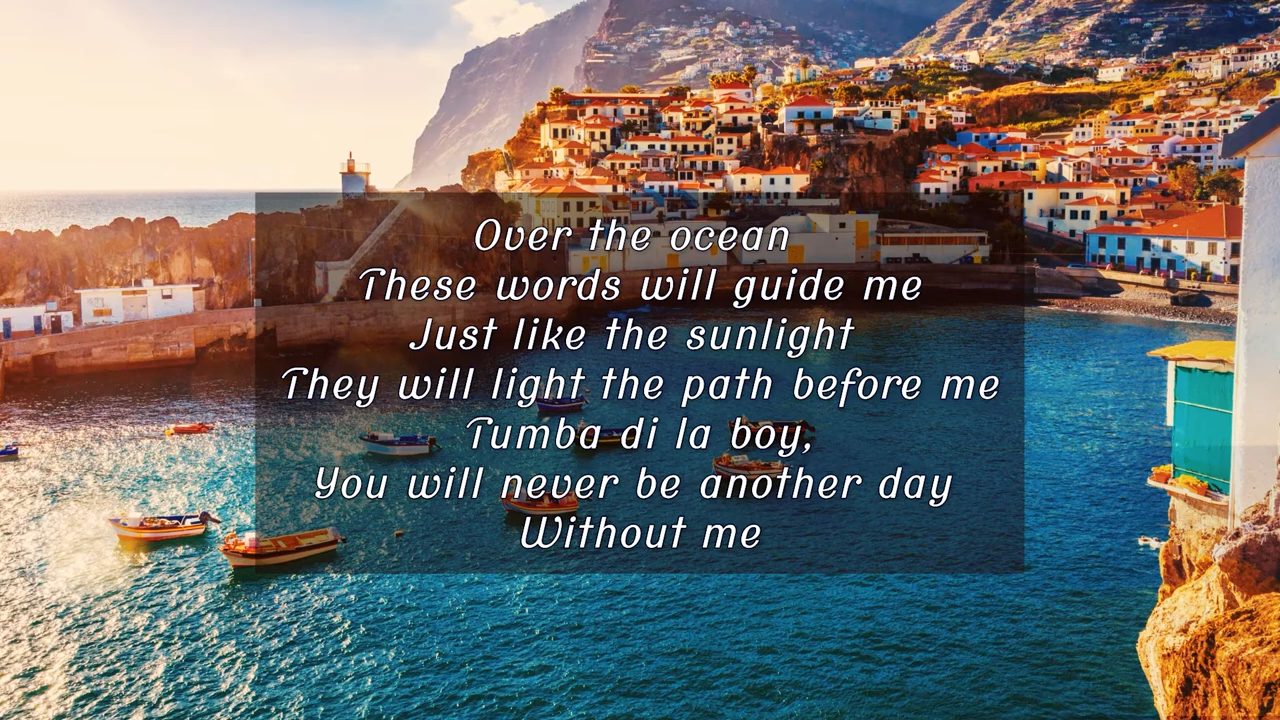 Over the ocean
These words will guide me
Just like the sunlight
They will light the path before me
Tumba di la boy,
You will never be another day
Without me